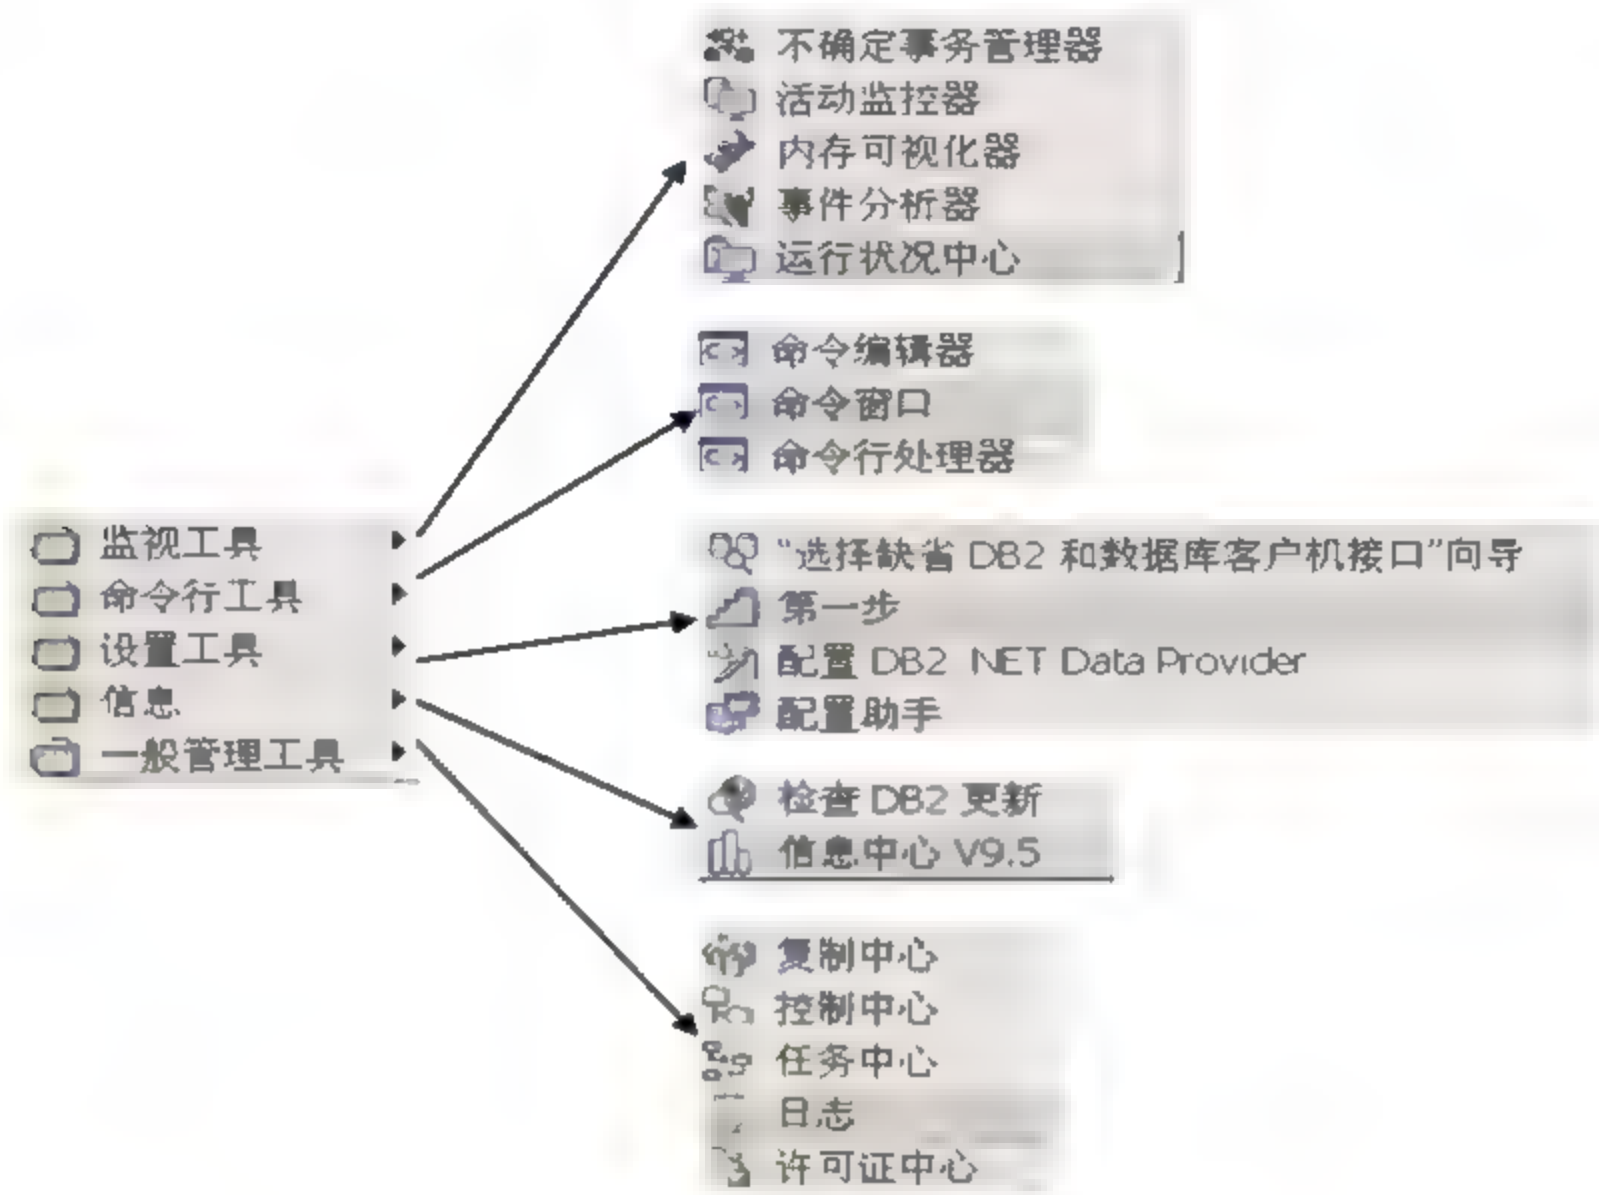 不确定事务管理器
活动监控器
内存可视化器
事件分析器
运行状况中心
命令编辑器
命令窗口
命令行处理器
监视工具
命令行工具
设置工具
信息
一般管理工具
“选择缺省 DB2 和数据库客户机接口”向导
第一步
配置 DB2 NET Data Provider
配置助手
检查 DB2 更新
信息中心 V9.5
复制中心
控制中心
任务中心
日志
许可证中心